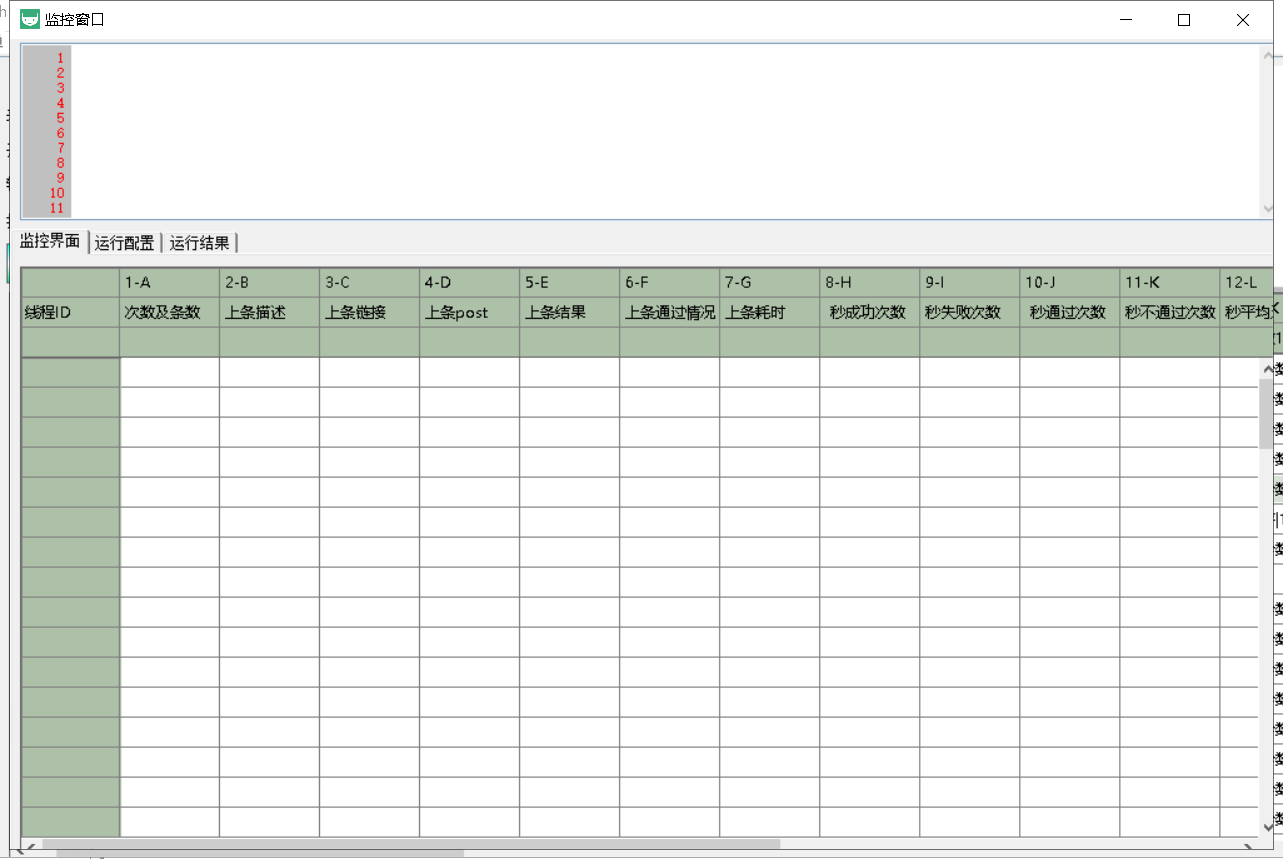 监控窗口
1
2
3
4
5
6
7
8
9
10
11
监控界面 运行配置 运行结果
1-A 2-B 3-C 4-D 5-E 6-F 7-G 8-H 9-I 10-J 11-K 12-L
线程ID 次数及条数 上条描述 上条链接 上条post 上条结果 上条通过情况 上条耗时 秒成功次数 秒失败次数 秒通过次数 秒不通过次数 秒平均